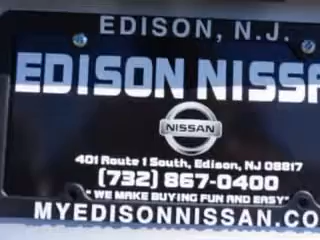 EDISON, N.J.
EDISON NISSA
NISSAN
401 Route 1 South, Edison, NJ 08817
(732) 867-0400
" WE MAKE BUYING FUN AND EASY"
MYEDISONNISSAN.CO